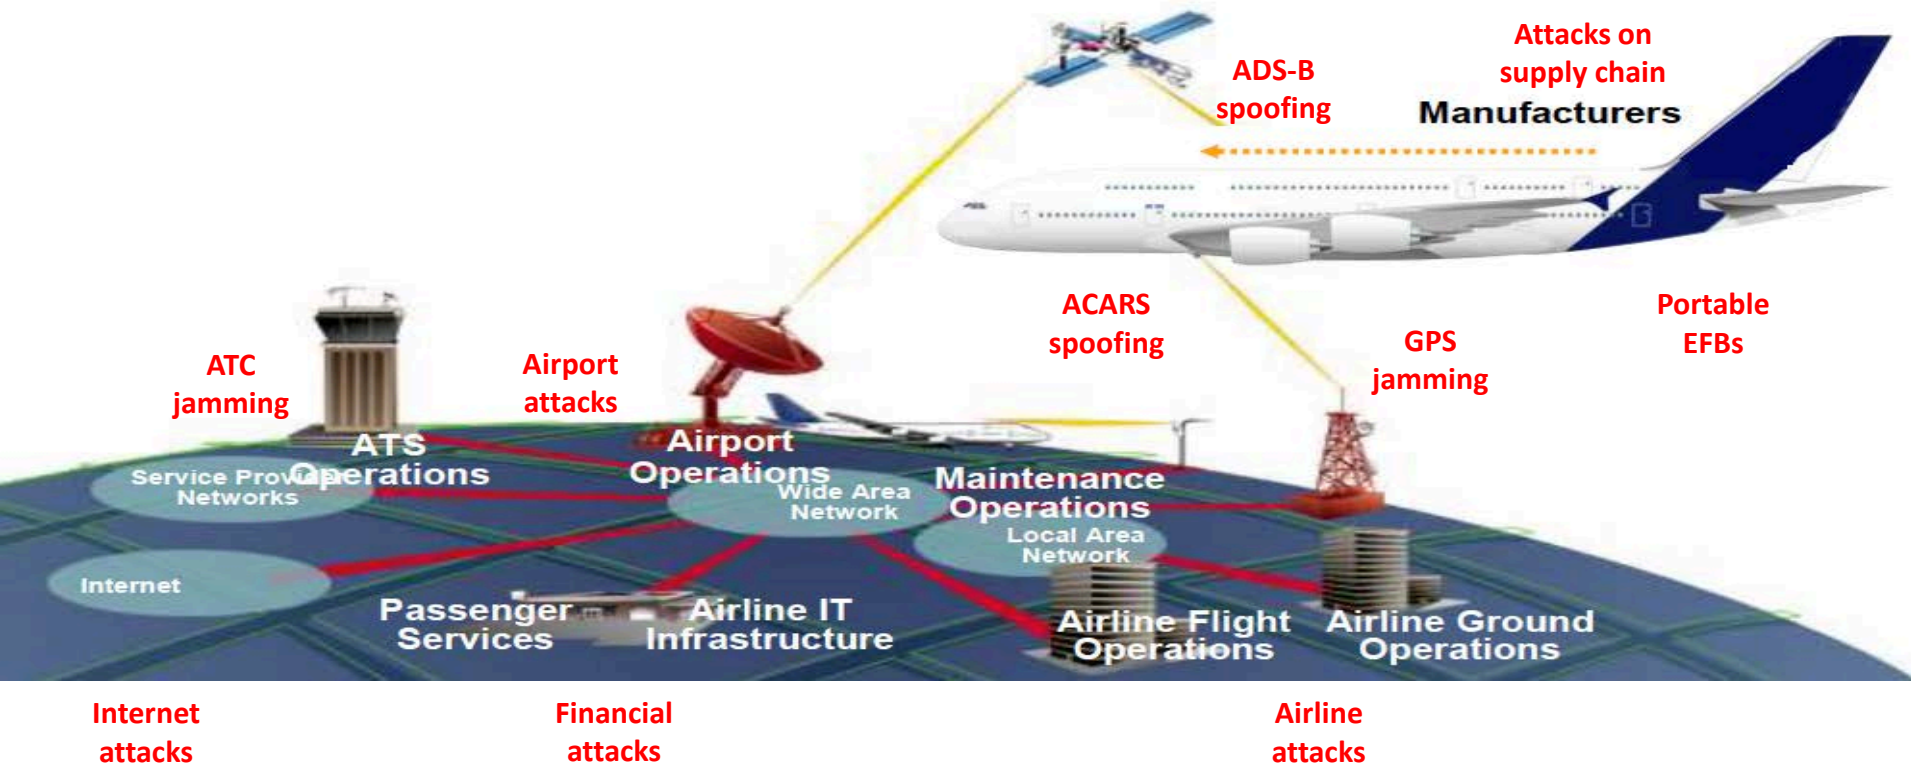 Attacks on
supply chain
Manufacturers
ADS-B
spoofing
ACARS
spoofing
Portable
EFBs
GPS
jamming
ATC
jamming
Airport
attacks
ATS
Operations
Service Provider
Networks
Airport
Operations
Wide Area
Network
Maintenance
Operations
Local Area
Network
Internet
Passenger
Services
Airline IT
Infrastructure
Airline Flight
Operations
Airline Ground
Operations
Internet
attacks
Financial
attacks
Airline
attacks